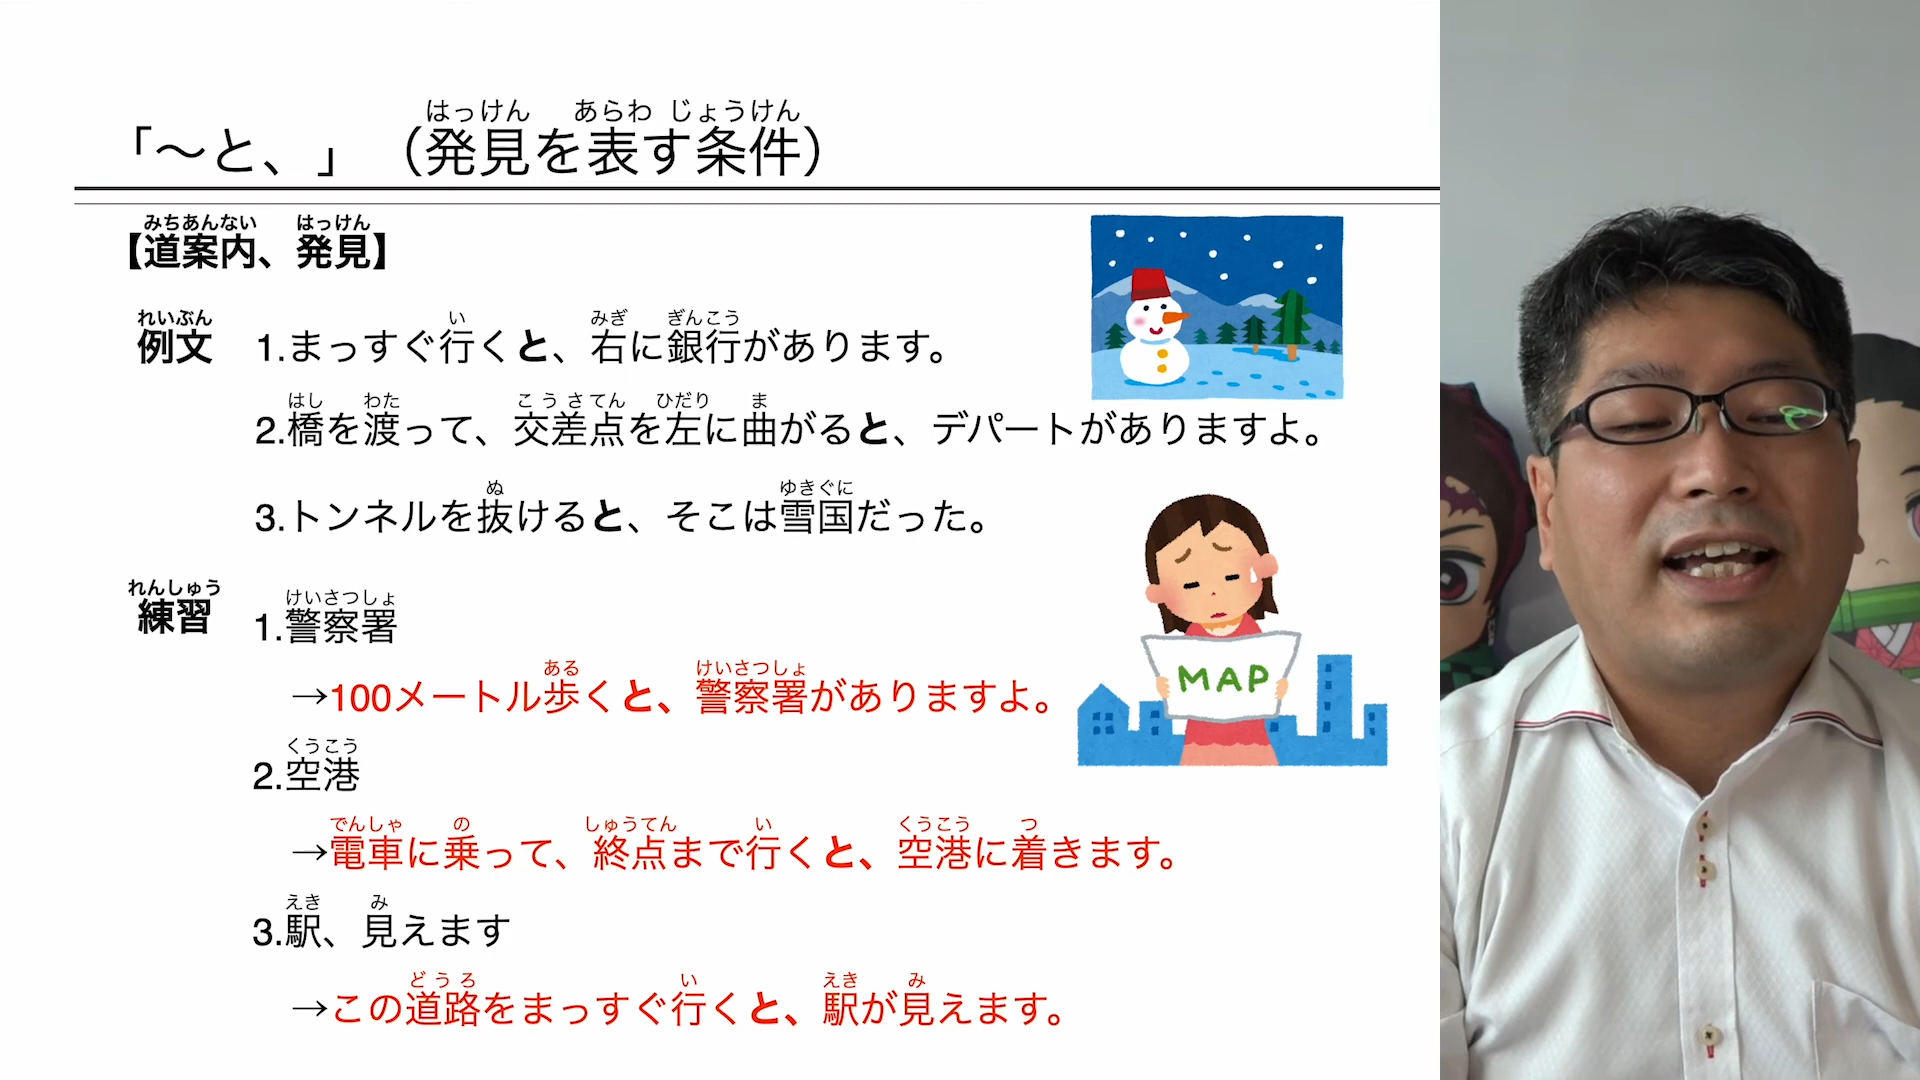 はっけん あらわ じょうけん
「～と、」（発見を表す条件）
みちあんない はっけん
【道案内、発見】
れいぶん い みぎ ぎんこう
例文 1.まっすぐ行くと、右に銀行があります。
はし わた こうさてん ひだり ま
2.橋を渡って、交差点を左に曲がると、デパートがありますよ。
ぬ ゆきぐに
3.トンネルを抜けると、そこは雪国だった。
れんしゅう けいさつしょ
練習 1.警察署
ある けいさつしょ
→100メートル歩くと、警察署がありますよ。
MAP
くうこう
2.空港
でんしゃ の しゅうてん い くうこう つ
→電車に乗って、終点まで行くと、空港に着きます。
えき み
3.駅、見えます
どうろ い えき み
→この道路をまっすぐ行くと、駅が見えます。